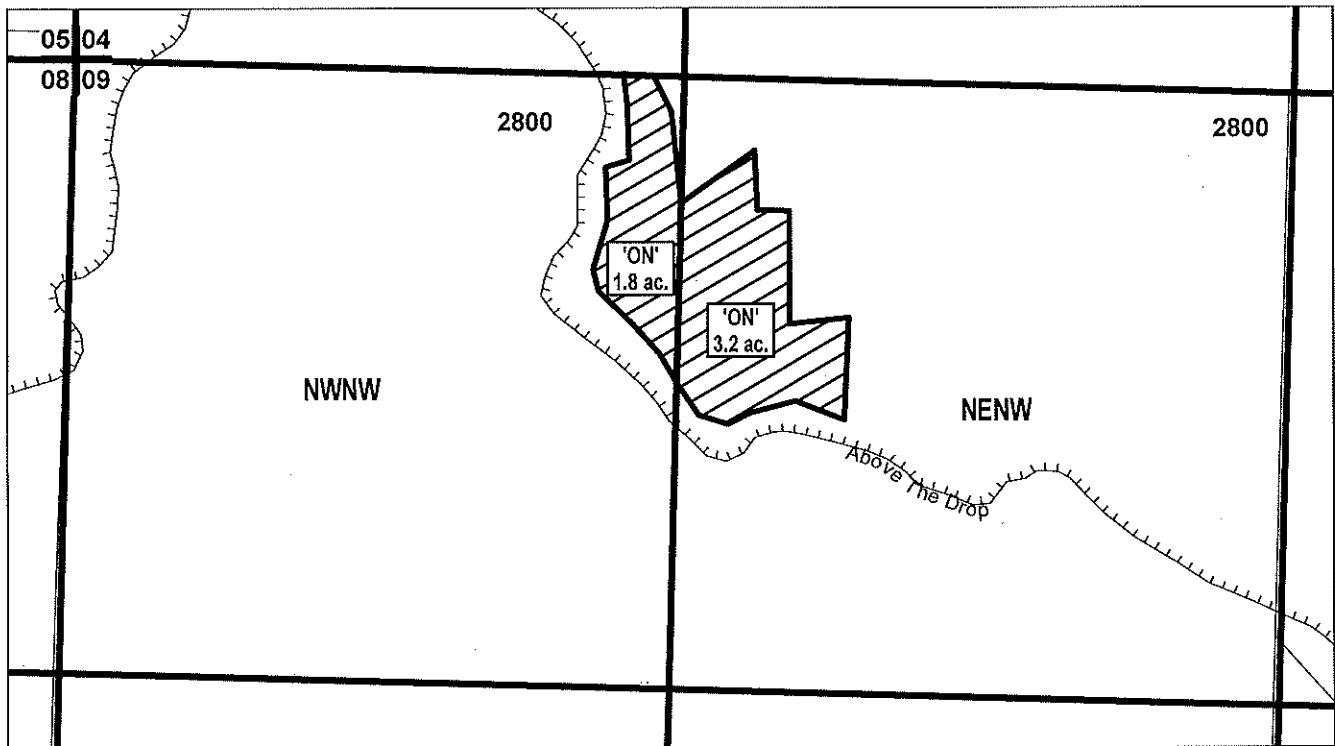 05 04
08 09
2800
2800
'ON'
1.8 ac.
'ON'
3.2 ac.
NWNW
NENW
Above The Drop